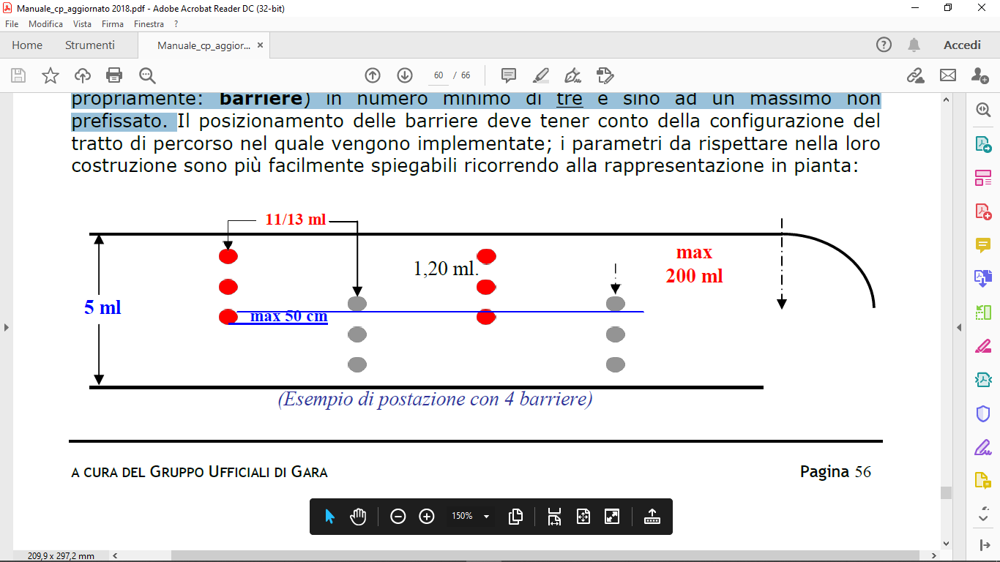 Manuale_cp_aggiornato 2018.pdf - Adobe Acrobat Reader DC (32-bit)
File Modifica Vista Firma Finestra ?
Home Strumenti Manuale_cp_aggior... × Accedi
60 / 66
propriamente: barriere) in numero minimo di tre e sino ad un massimo non
prefissato. Il posizionamento delle barriere deve tener conto della configurazione del
tratto di percorso nel quale vengono implementate; i parametri da rispettare nella loro
costruzione sono più facilmente spiegabili ricorrendo alla rappresentazione in pianta:
11/13 ml
max
200 ml
1,20 ml.
5 ml
max 50 cm
(Esempio di postazione con 4 barriere)
A CURA DEL GRUPPO UFFICIALI DI GARA Pagina 56
150%
209,9 x 297,2 mm